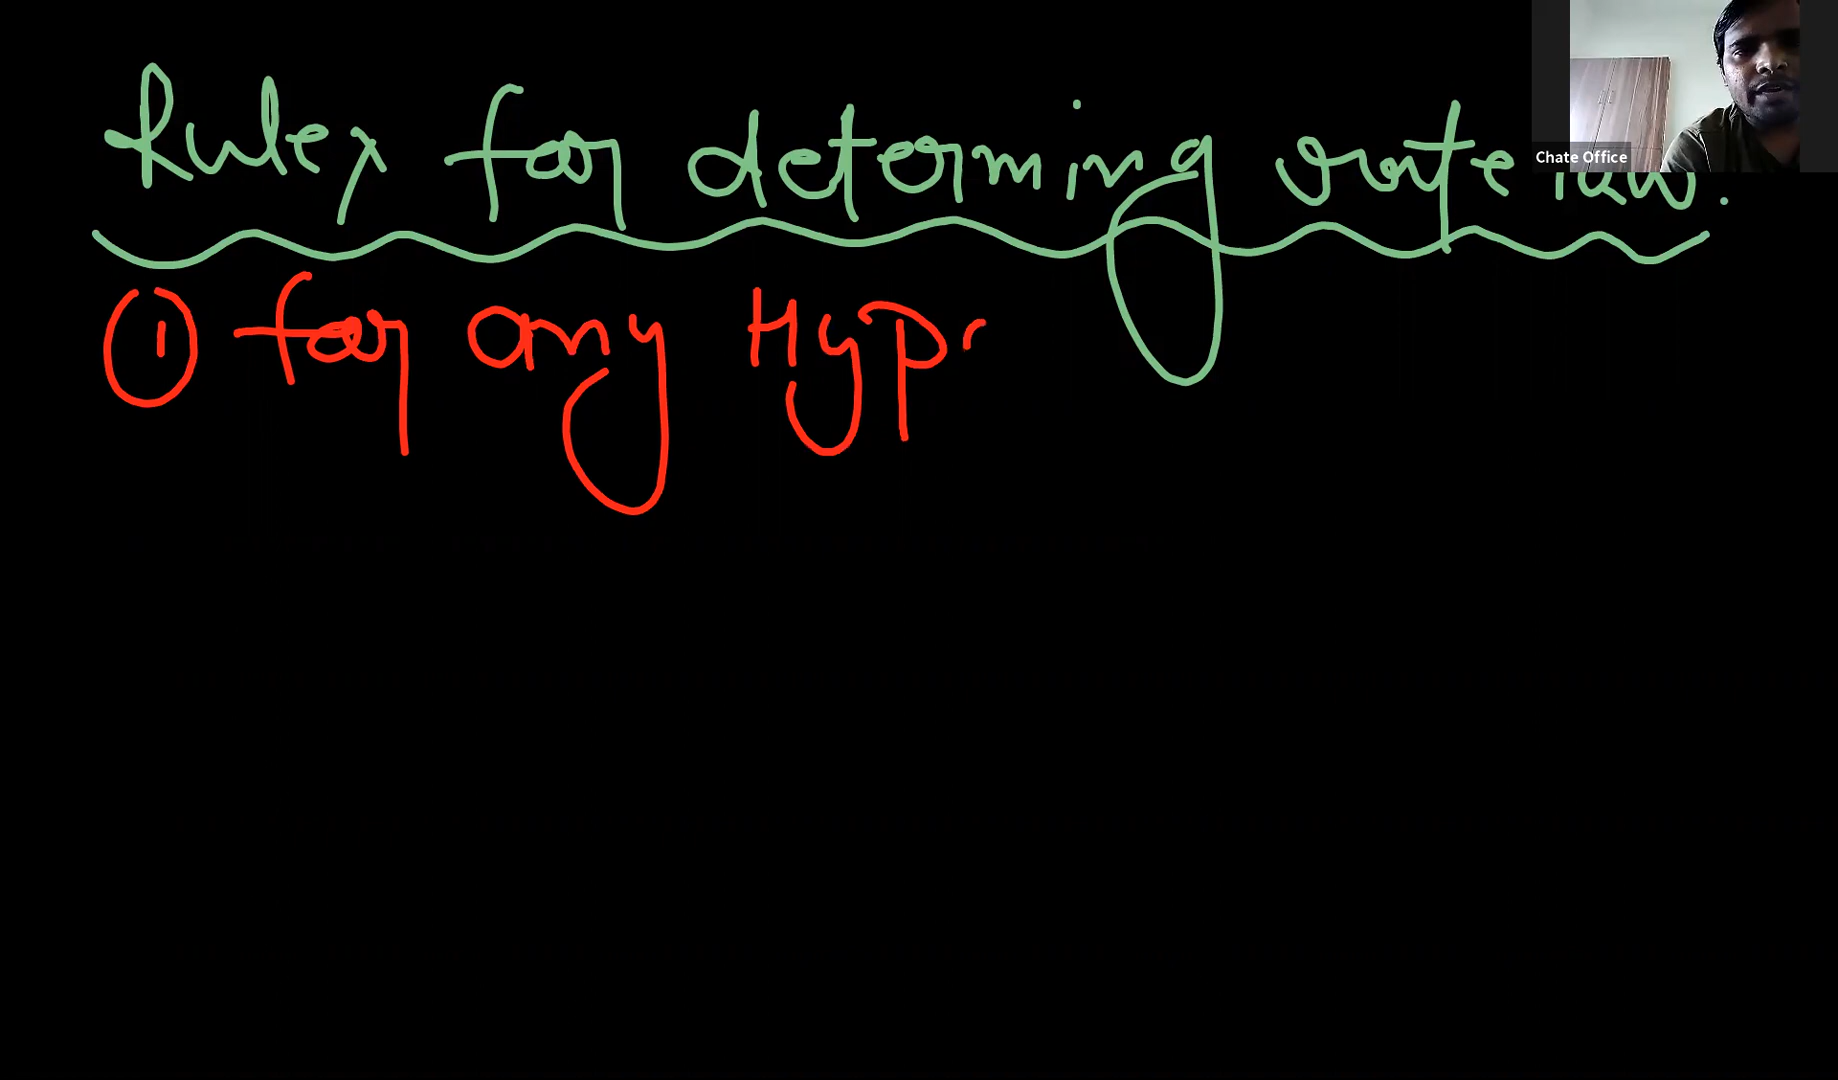 Rules for determing rate law.
Chate Office
① for any Hyp